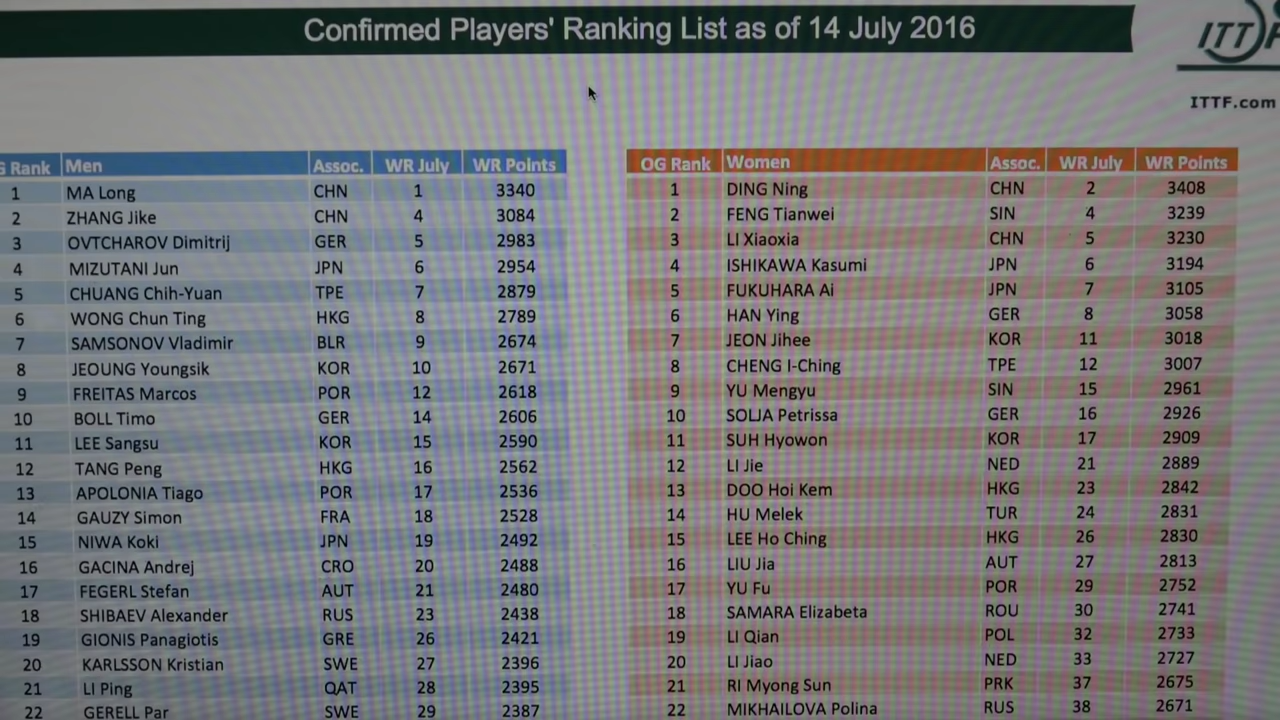 Confirmed Players' Ranking List as of 14 July 2016
ITTF.com
Rank Men Assoc. WR July WR Points
1 MA Long CHN 1 3340
2 ZHANG Jike CHN 4 3084
3 OVTCHAROV Dimitrij GER 5 2983
4 MIZUTANI Jun JPN 6 2954
5 CHUANG Chih-Yuan TPE 7 2879
6 WONG Chun Ting HKG 8 2789
7 SAMSONOV Vladimir BLR 9 2674
8 JEOUNG Youngsik KOR 10 2671
9 FREITAS Marcos POR 12 2618
10 BOLL Timo GER 14 2606
11 LEE Sangsu KOR 15 2590
12 TANG Peng HKG 16 2562
13 APOLONIA Tiago POR 17 2536
14 GAUZY Simon FRA 18 2528
15 NIWA Koki JPN 19 2492
16 GACINA Andrej CRO 20 2488
17 FEGERL Stefan AUT 21 2480
18 SHIBAEV Alexander RUS 23 2438
19 GIONIS Panagiotis GRE 26 2421
20 KARLSSON Kristian SWE 27 2396
21 LI Ping QAT 28 2395
22 GERELL Par SWE 29 2387
OG Rank Women Assoc. WR July WR Points
1 DING Ning CHN 2 3408
2 FENG Tianwei SIN 4 3239
3 LI Xiaoxia CHN 5 3230
4 ISHIKAWA Kasumi JPN 6 3194
5 FUKUHARA Ai JPN 7 3105
6 HAN Ying GER 8 3058
7 JEON Jihee KOR 11 3018
8 CHENG I-Ching TPE 12 3007
9 YU Mengyu SIN 15 2961
10 SOLJA Petrissa GER 16 2926
11 SUH Hyowon KOR 17 2909
12 LI Jie NED 21 2889
13 DOO Hoi Kem HKG 23 2842
14 HU Melek TUR 24 2831
15 LEE Ho Ching HKG 26 2830
16 LIU Jia AUT 27 2813
17 YU Fu POR 29 2752
18 SAMARA Elizabeta ROU 30 2741
19 LI Qian POL 32 2733
20 LI Jiao NED 33 2727
21 RI Myong Sun PRK 37 2675
22 MIKHAILOVA Polina RUS 38 2671